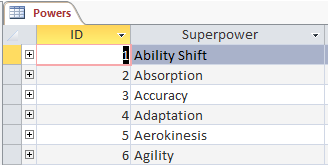 Powers
ID Superpower
1 Ability Shift
2 Absorption
3 Accuracy
4 Adaptation
5 Aerokinesis
6 Agility